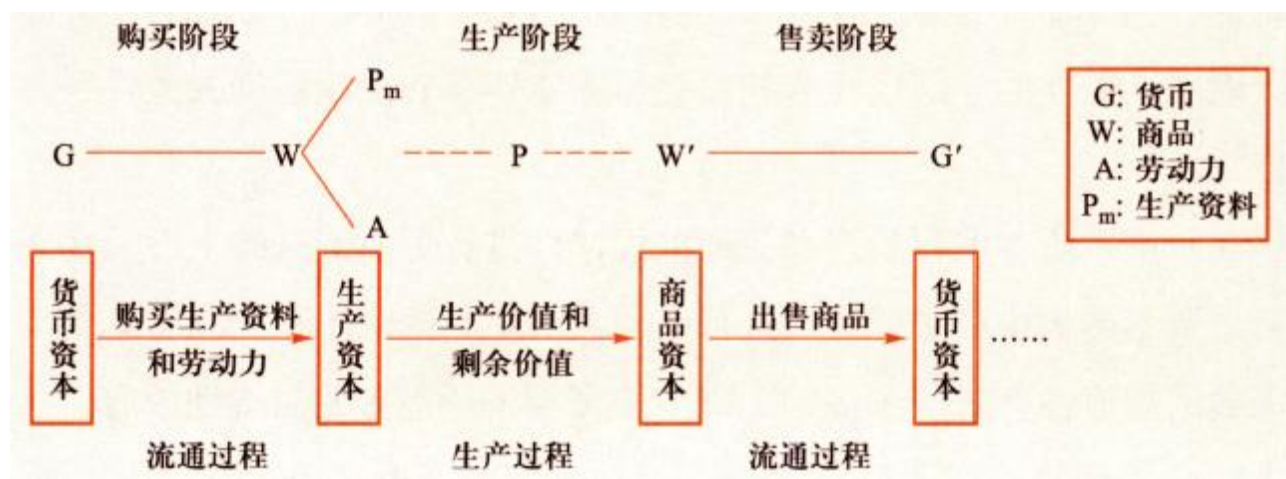 购买阶段 生产阶段 售卖阶段
Pm
G W P W′ G′
A
G: 货币
W: 商品
A: 劳动力
Pm: 生产资料
货币资本
购买生产资料
和劳动力
生产资本
生产价值和
剩余价值
商品资本
出售商品
货币资本
……
流通过程 生产过程 流通过程